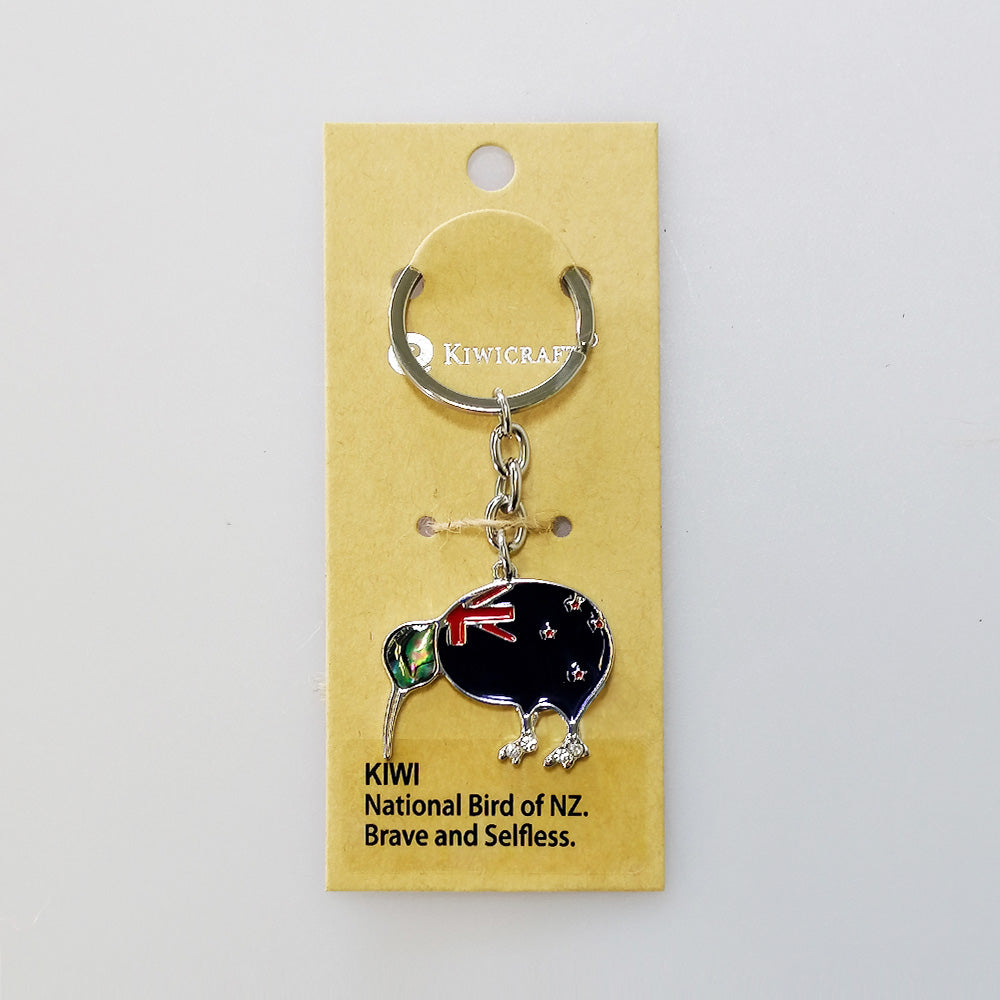 KIWICRAFT
KIWI
National Bird of NZ.
Brave and Selfless.